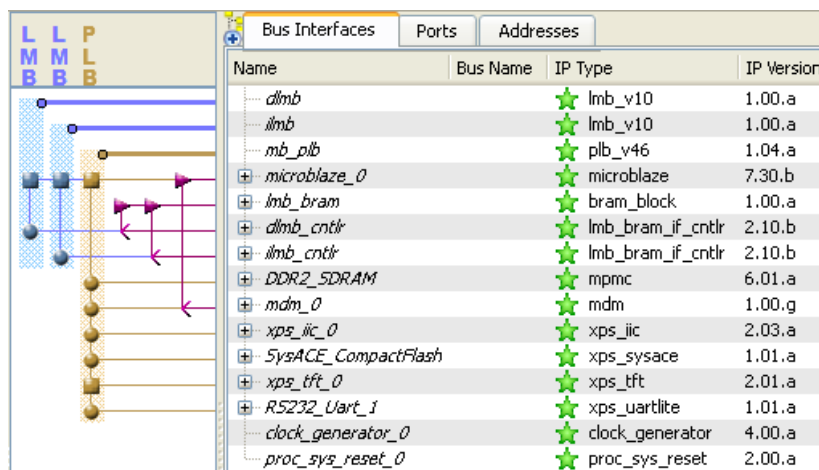 L L P
M M L
B B B
Bus Interfaces Ports Addresses
Name Bus Name IP Type IP Version
dlmb lmb_v10 1.00.a
ilmb lmb_v10 1.00.a
mb_plb plb_v46 1.04.a
microblaze_0 microblaze 7.30.b
lmb_bram bram_block 1.00.a
dlmb_cntlr lmb_bram_if_cntlr 2.10.b
ilmb_cntlr lmb_bram_if_cntlr 2.10.b
DDR2_SDRAM mpmc 6.01.a
mdm_0 mdm 1.00.g
xps_iic_0 xps_iic 2.03.a
SysACE_CompactFlash xps_sysace 1.01.a
xps_tft_0 xps_tft 2.01.a
RS232_Uart_1 xps_uartlite 1.01.a
clock_generator_0 clock_generator 4.00.a
proc_sys_reset_0 proc_sys_reset 2.00.a